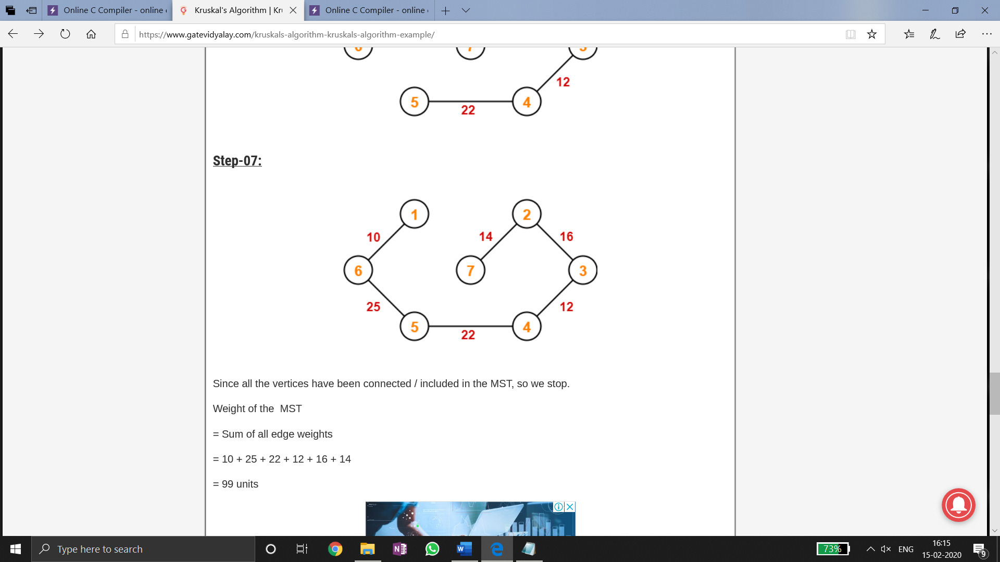 Online C Compiler - online
Kruskal's Algorithm | Kr
Online C Compiler - online
https://www.gatevidyalay.com/kruskals-algorithm-kruskals-algorithm-example/
12
5
4
22
Step-07:
1
2
10
14
16
6
7
3
25
12
5
4
22
Since all the vertices have been connected / included in the MST, so we stop.
Weight of the MST
= Sum of all edge weights
= 10 + 25 + 22 + 12 + 16 + 14
= 99 units
Type here to search
73%
ENG
16:15
15-02-2020
9